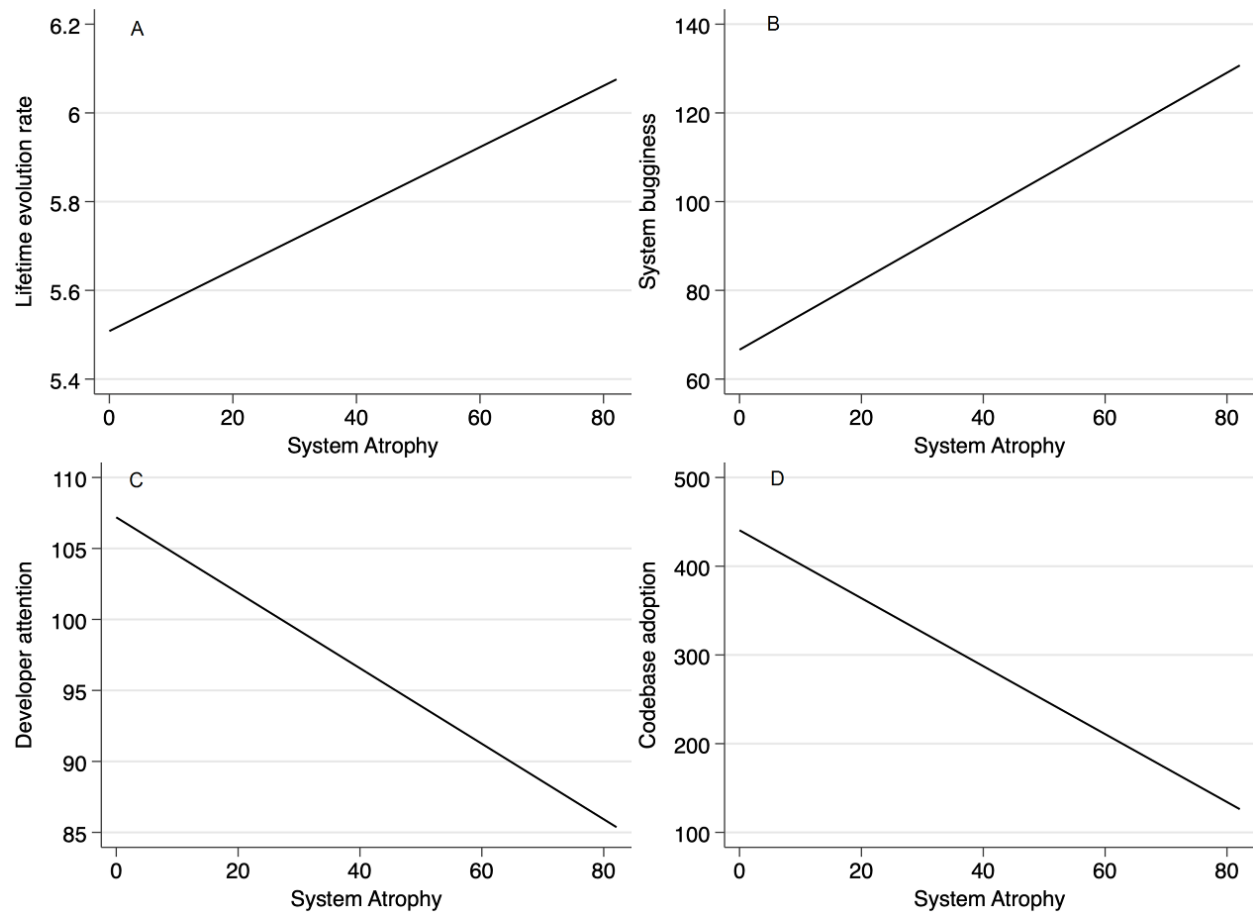 A
Lifetime evolution rate
6.2
6
5.8
5.6
5.4
0 20 40 60 80
System Atrophy
B
System bugginess
140
120
100
80
60
0 20 40 60 80
System Atrophy
C
Developer attention
110
105
100
95
90
85
0 20 40 60 80
System Atrophy
D
Codebase adoption
500
400
300
200
100
0 20 40 60 80
System Atrophy